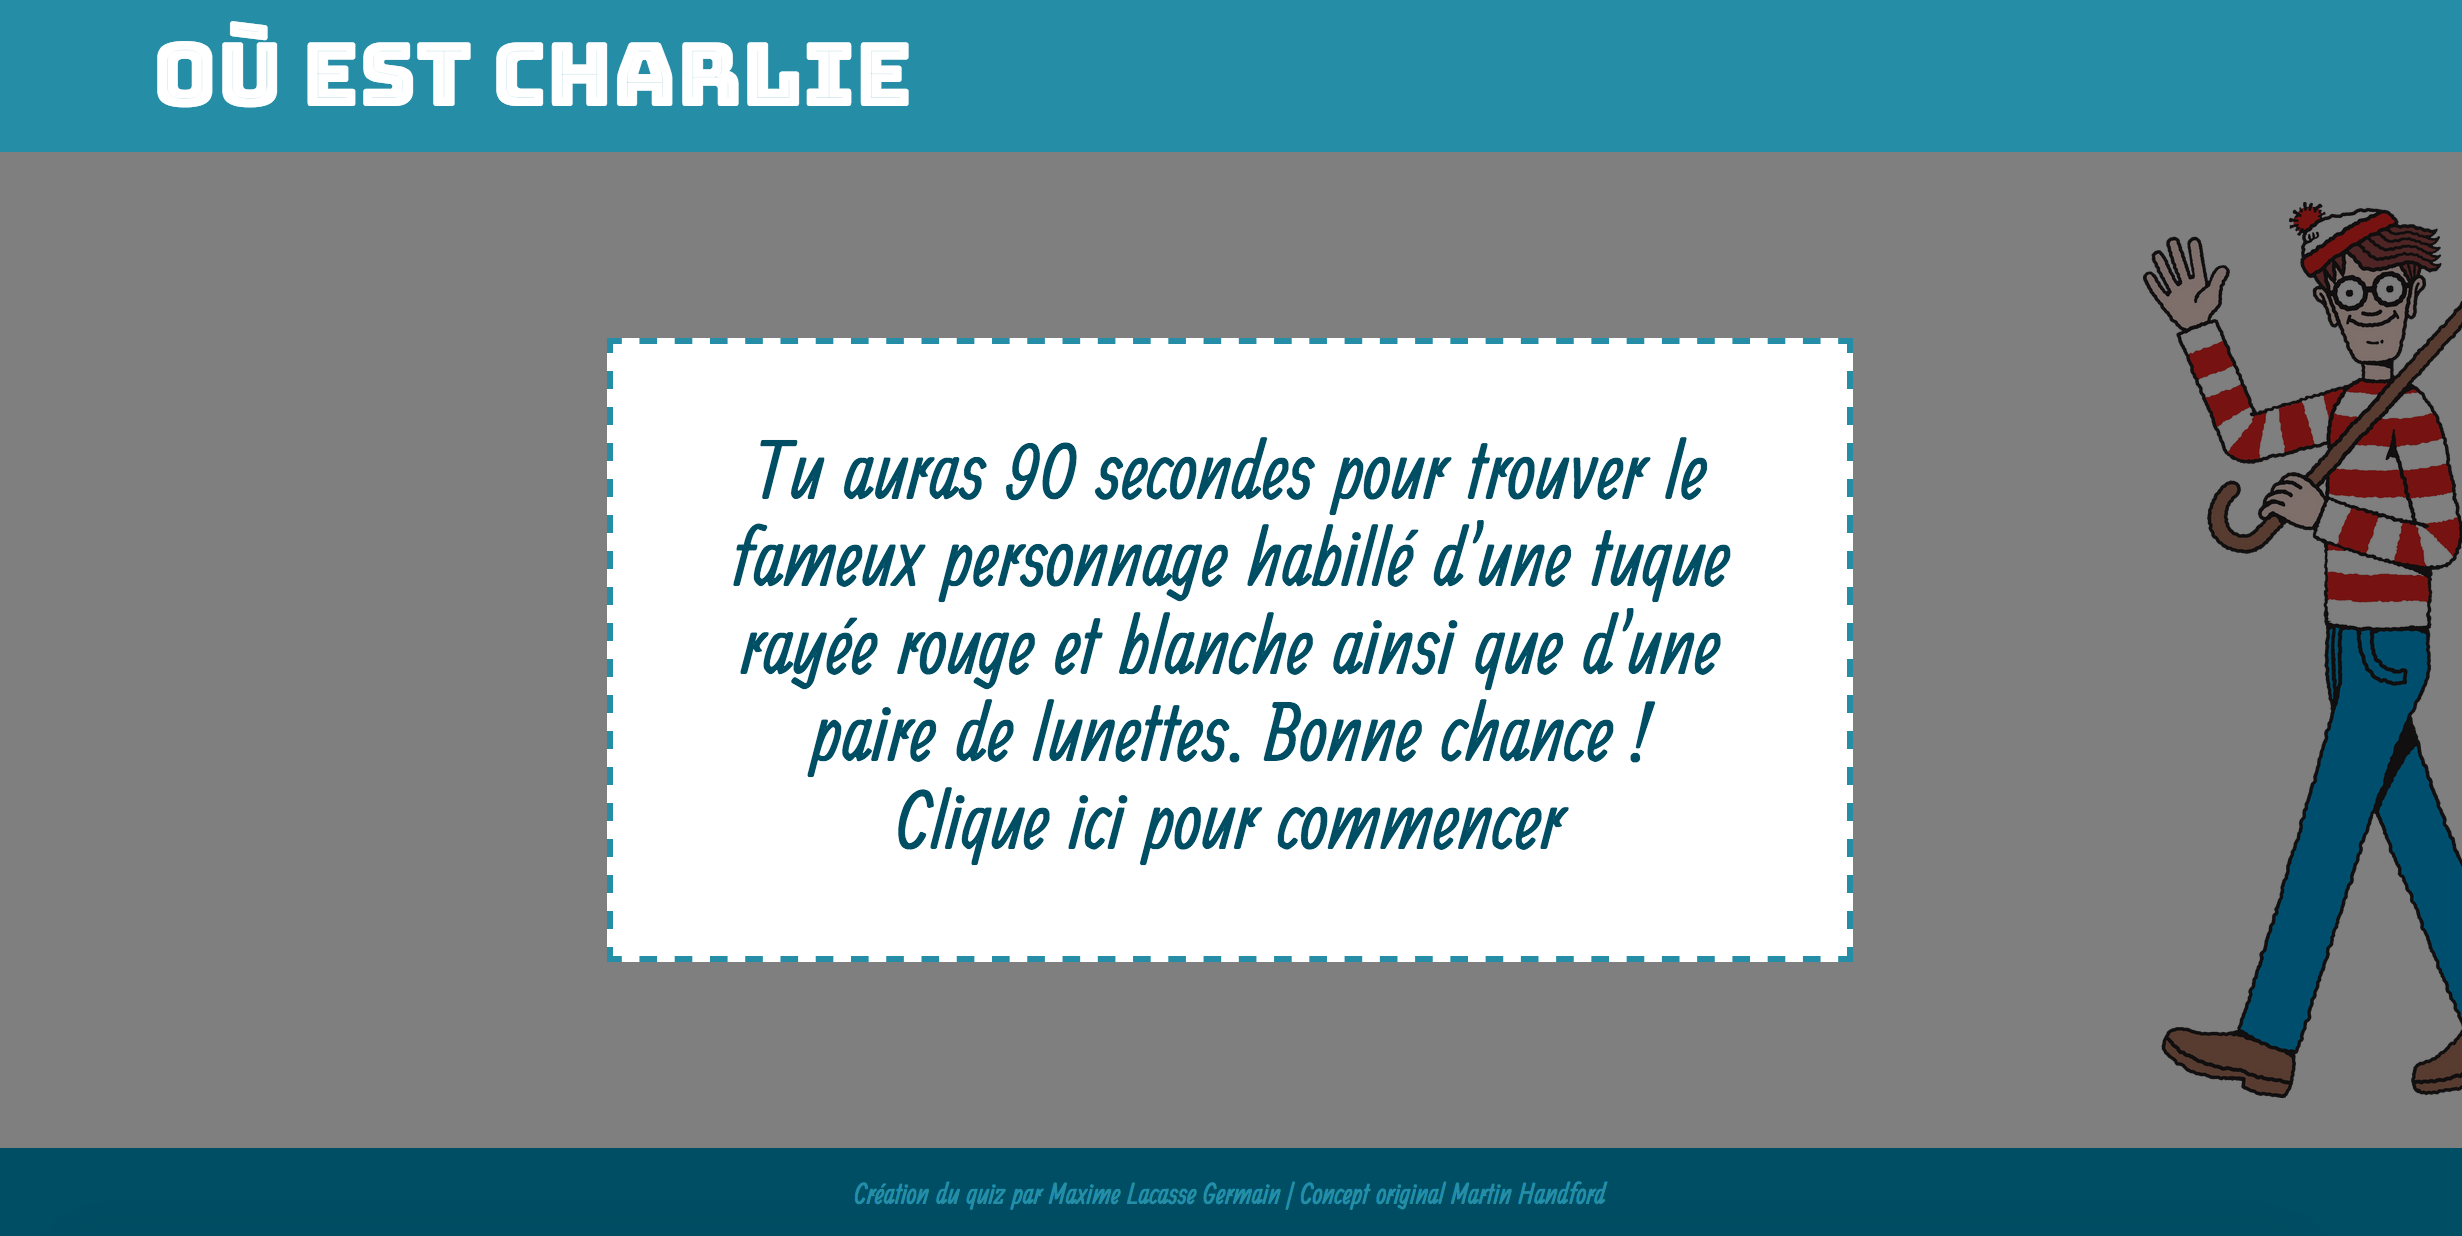 OÙ EST CHARLIE
Tu auras 90 secondes pour trouver le
fameux personnage habillé d'une tuque
rayée rouge et blanche ainsi que d'une
paire de lunettes. Bonne chance !
Clique ici pour commencer
Création du quiz par Maxime Lacasse Germain | Concept original Martin Handford